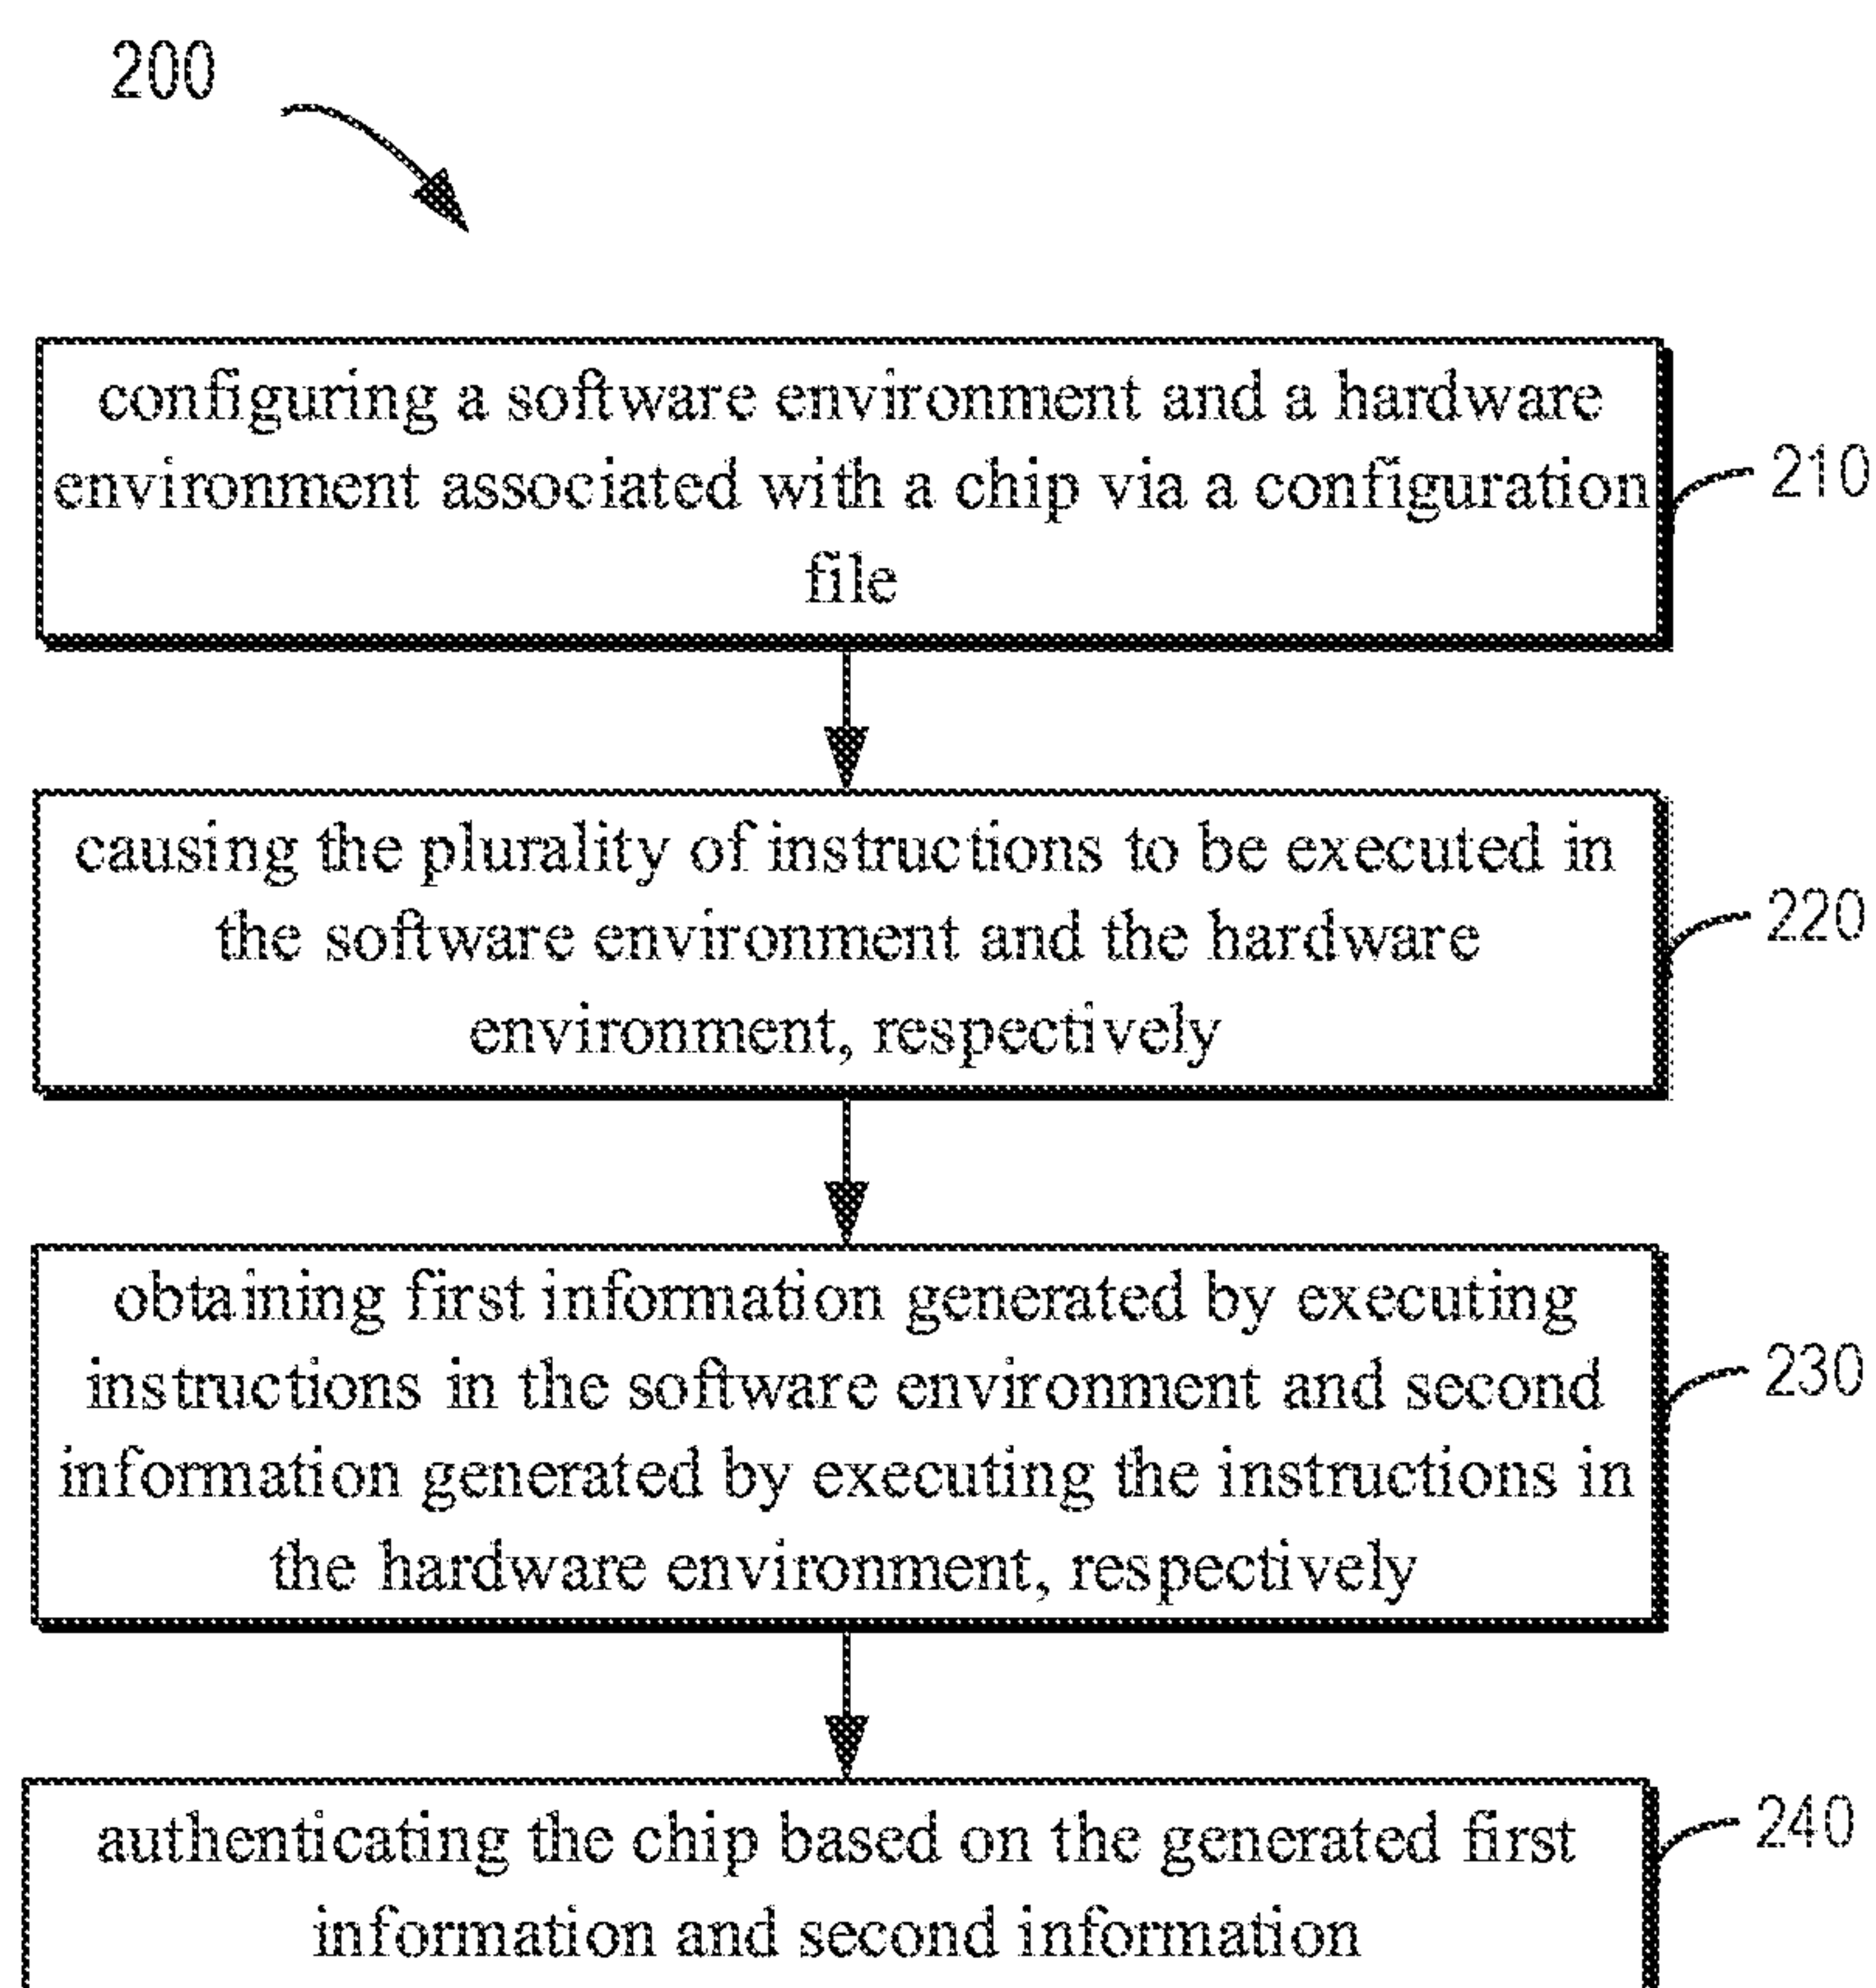 200
configuring a software environment and a hardware
environment associated with a chip via a configuration
file
210
causing the plurality of instructions to be executed in
the software environment and the hardware
environment, respectively
220
obtaining first information generated by executing
instructions in the software environment and second
information generated by executing the instructions in
the hardware environment, respectively
230
authenticating the chip based on the generated first
information and second information
240